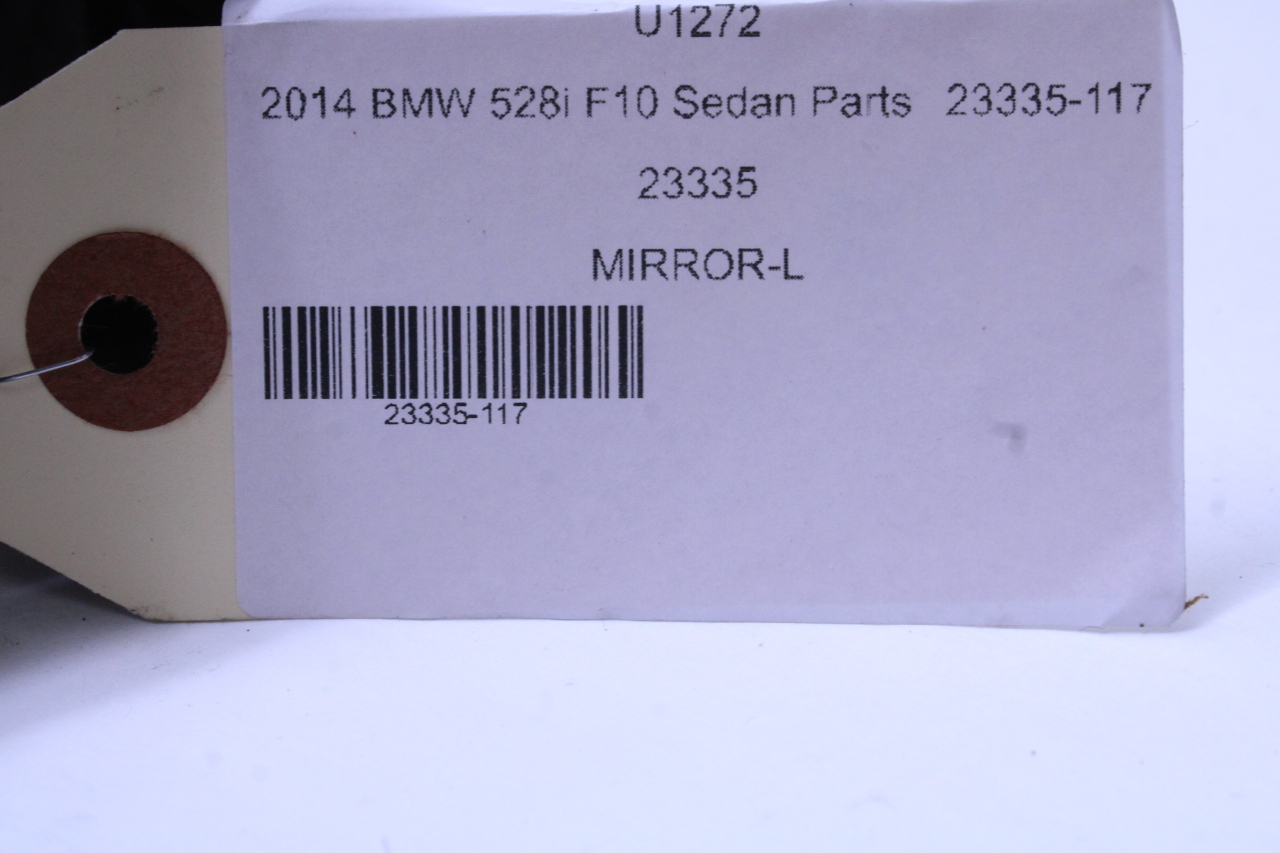 U1272
2014 BMW 528i F10 Sedan Parts 23335-117
23335
MIRROR-L
23335-117